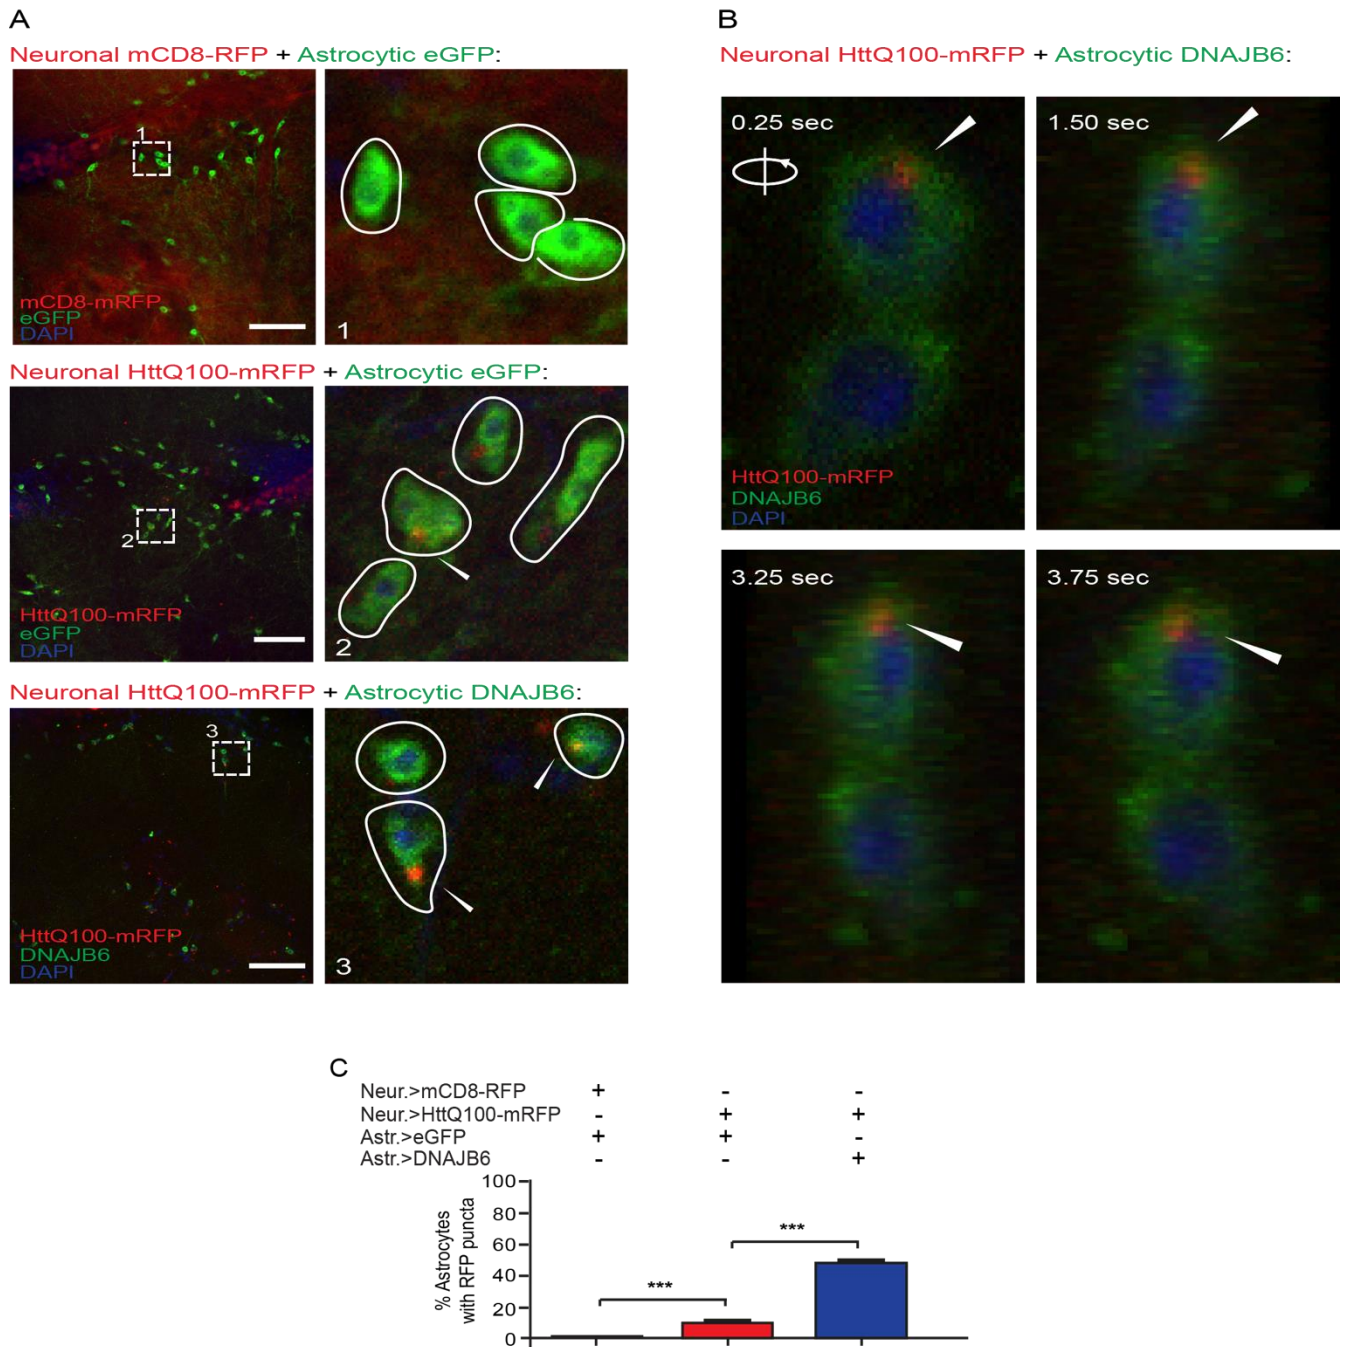 A
Neuronal mCD8-RFP + Astrocytic eGFP:
1
mCD8-mRFP
eGFP
DAPI
1
Neuronal HttQ100-mRFP + Astrocytic eGFP:
2
HttQ100-mRFP
eGFP
DAPI
2
Neuronal HttQ100-mRFP + Astrocytic DNAJB6:
3
HttQ100-mRFP
DNAJB6
DAPI
3
B
Neuronal HttQ100-mRFP + Astrocytic DNAJB6:
0.25 sec
1.50 sec
HttQ100-mRFP
DNAJB6
DAPI
3.25 sec
3.75 sec
C
Neur.>mCD8-RFP + - -
Neur.>HttQ100-mRFP - + +
Astr.>eGFP + + -
Astr.>DNAJB6 - - +
% Astrocytes
with RFP puncta
100
80
60
40
20
0
***
***